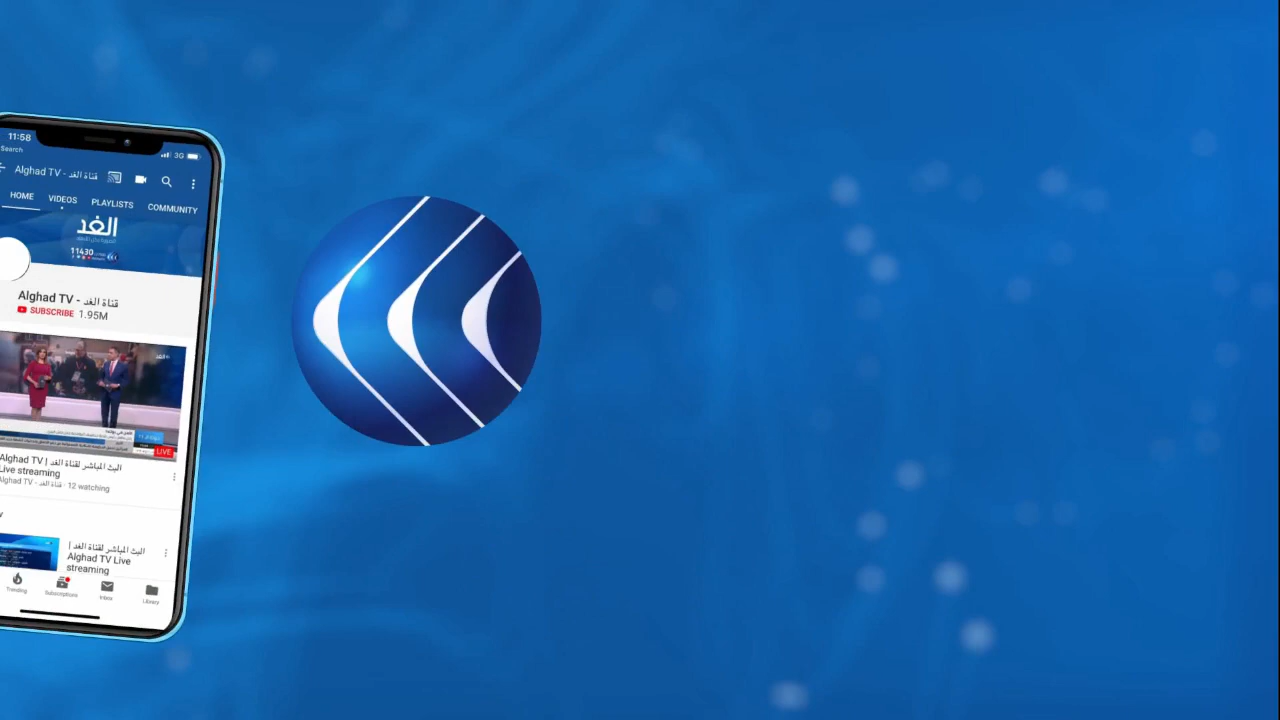 11:58
3G
Search
Alghad TV - قناة الغد
HOME VIDEOS PLAYLISTS COMMUNITY
الغد
11430
Alghad TV - قناة الغد
SUBSCRIBE 1.95M
الغد
LIVE
Alghad TV | البث المباشر لقناة الغد
Live streaming
Alghad TV - قناة الغد · 12 watching
البث المباشر لقناة الغد |
Alghad TV Live
streaming
Trending Subscriptions Inbox Library